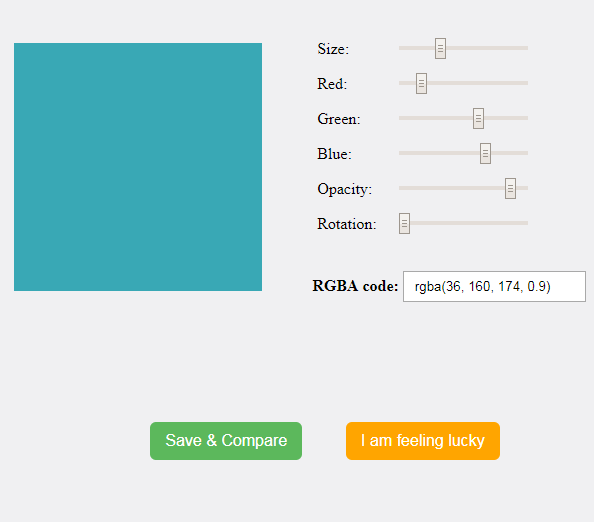 Size:
Red:
Green:
Blue:
Opacity:
Rotation:
RGBA code: rgba(36, 160, 174, 0.9)
Save & Compare
I am feeling lucky